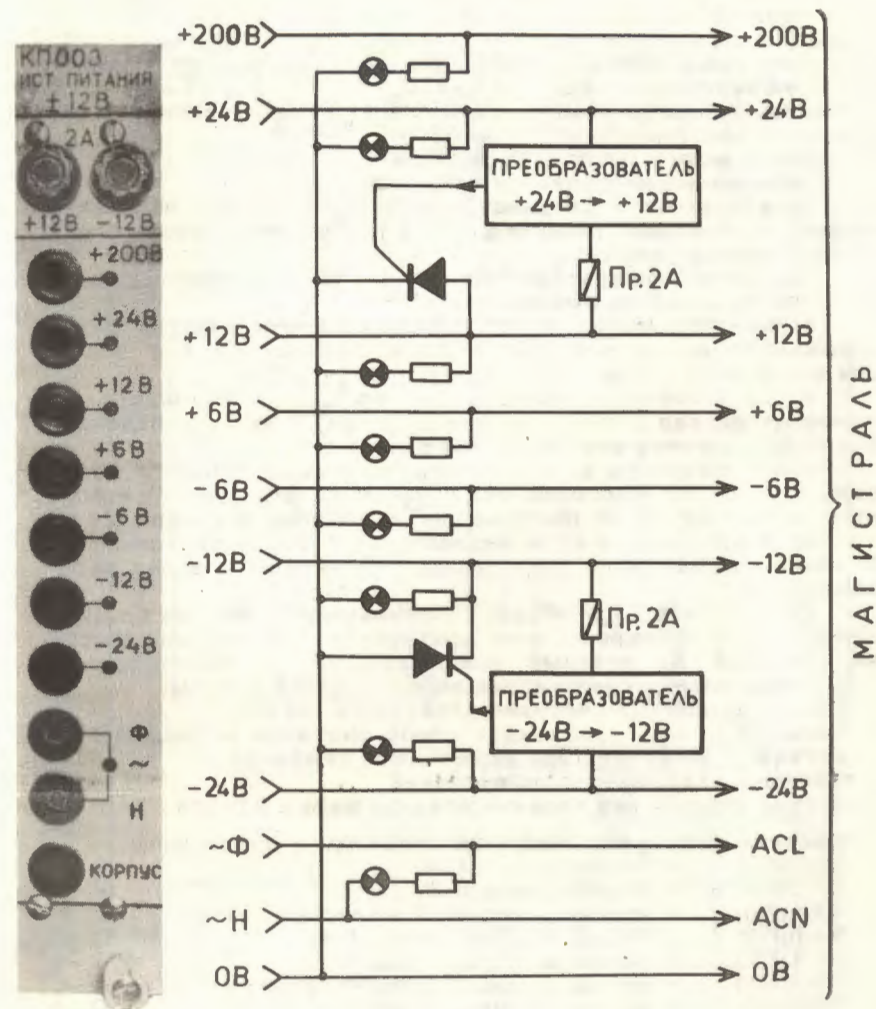 КП003
ИСТ ПИТАНИЯ
± 12В
2А
+12В -12В
+200В
+24В
+12В
+6В
-6В
-12В
-24В
Ф
~
Н
КОРПУС
+200В
+200В
+24В
+24В
ПРЕОБРАЗОВАТЕЛЬ
+24В → +12В
Пр. 2А
+12В
+12В
+6В
+6В
-6В
-6В
~12В
-12В
Пр. 2А
ПРЕОБРАЗОВАТЕЛЬ
-24В → -12В
-24В
-24В
~Ф
ACL
~Н
ACN
0В
0В
МАГИСТРАЛЬ